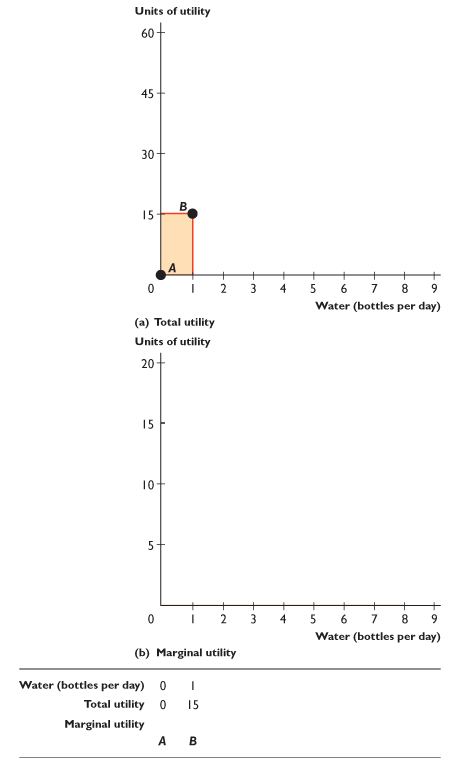 Units of utility
60
45
30
15
B
A
0 1 2 3 4 5 6 7 8 9
Water (bottles per day)
(a) Total utility
Units of utility
20
15
10
5
0 1 2 3 4 5 6 7 8 9
Water (bottles per day)
(b) Marginal utility
Water (bottles per day) 0 1
Total utility 0 15
Marginal utility
A B